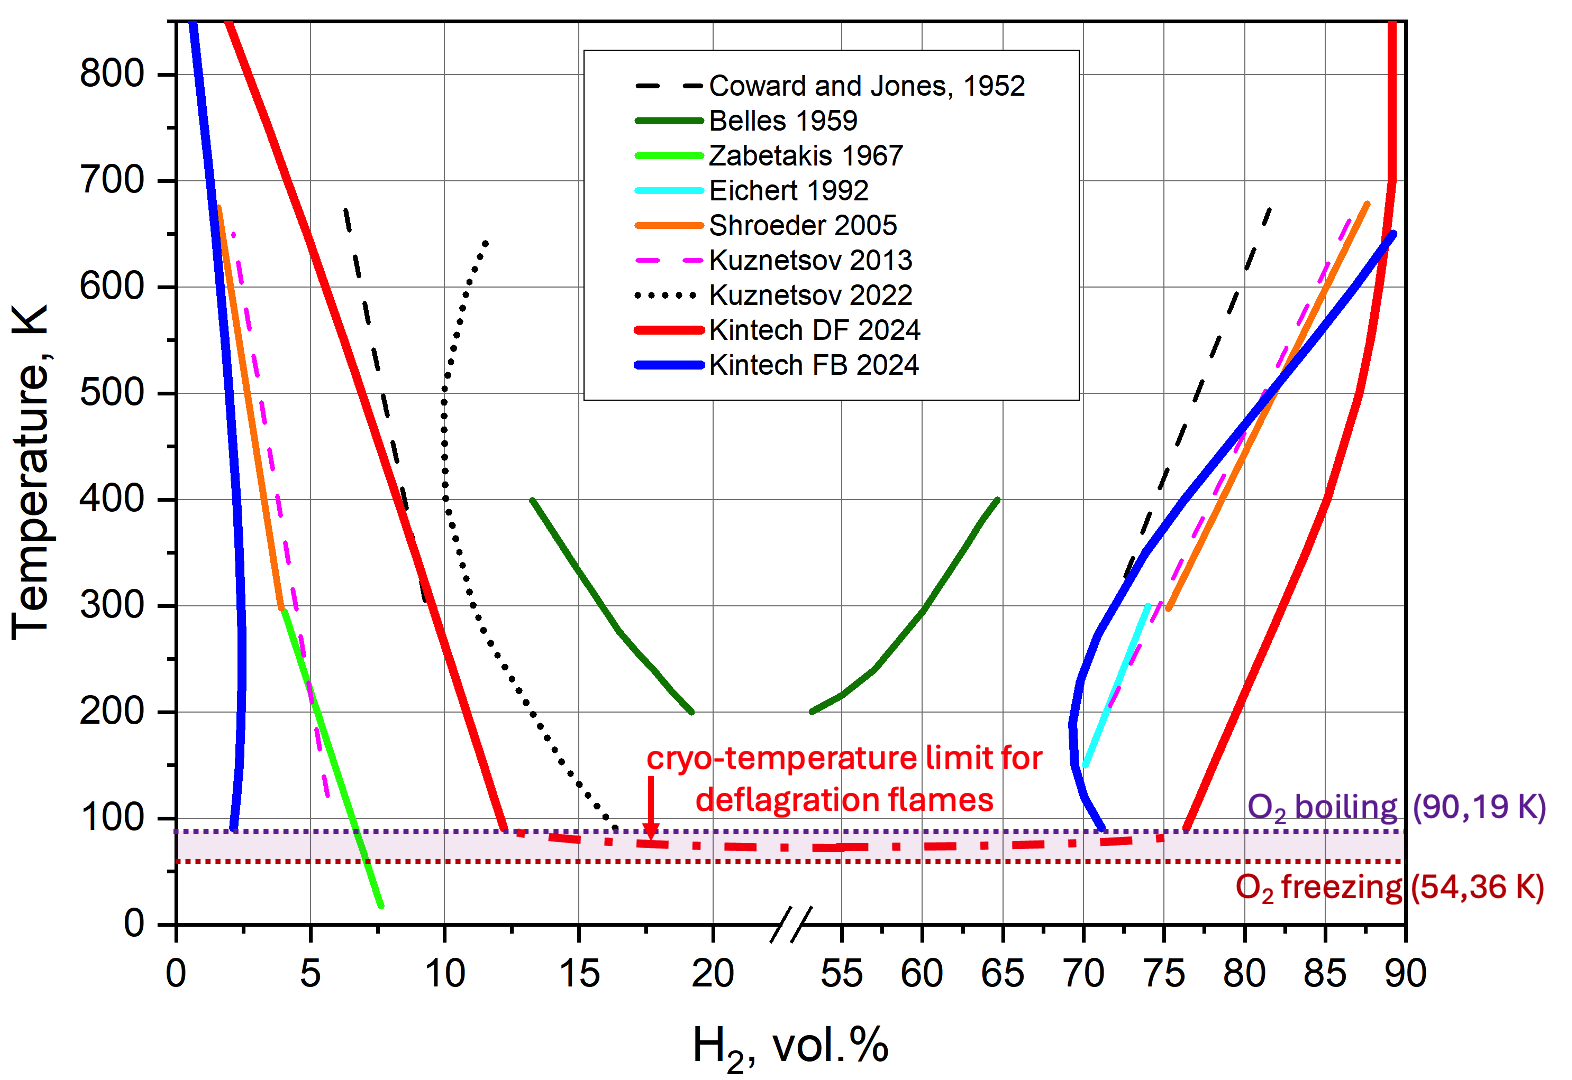 Temperature, K
800
700
600
500
400
300
200
100
0
Coward and Jones, 1952
Belles 1959
Zabetakis 1967
Eichert 1992
Shroeder 2005
Kuznetsov 2013
Kuznetsov 2022
Kintech DF 2024
Kintech FB 2024
cryo-temperature limit for
deflagration flames
O₂ boiling (90,19 K)
O₂ freezing (54,36 K)
0 5 10 15 20 55 60 65 70 75 80 85 90
H₂, vol.%